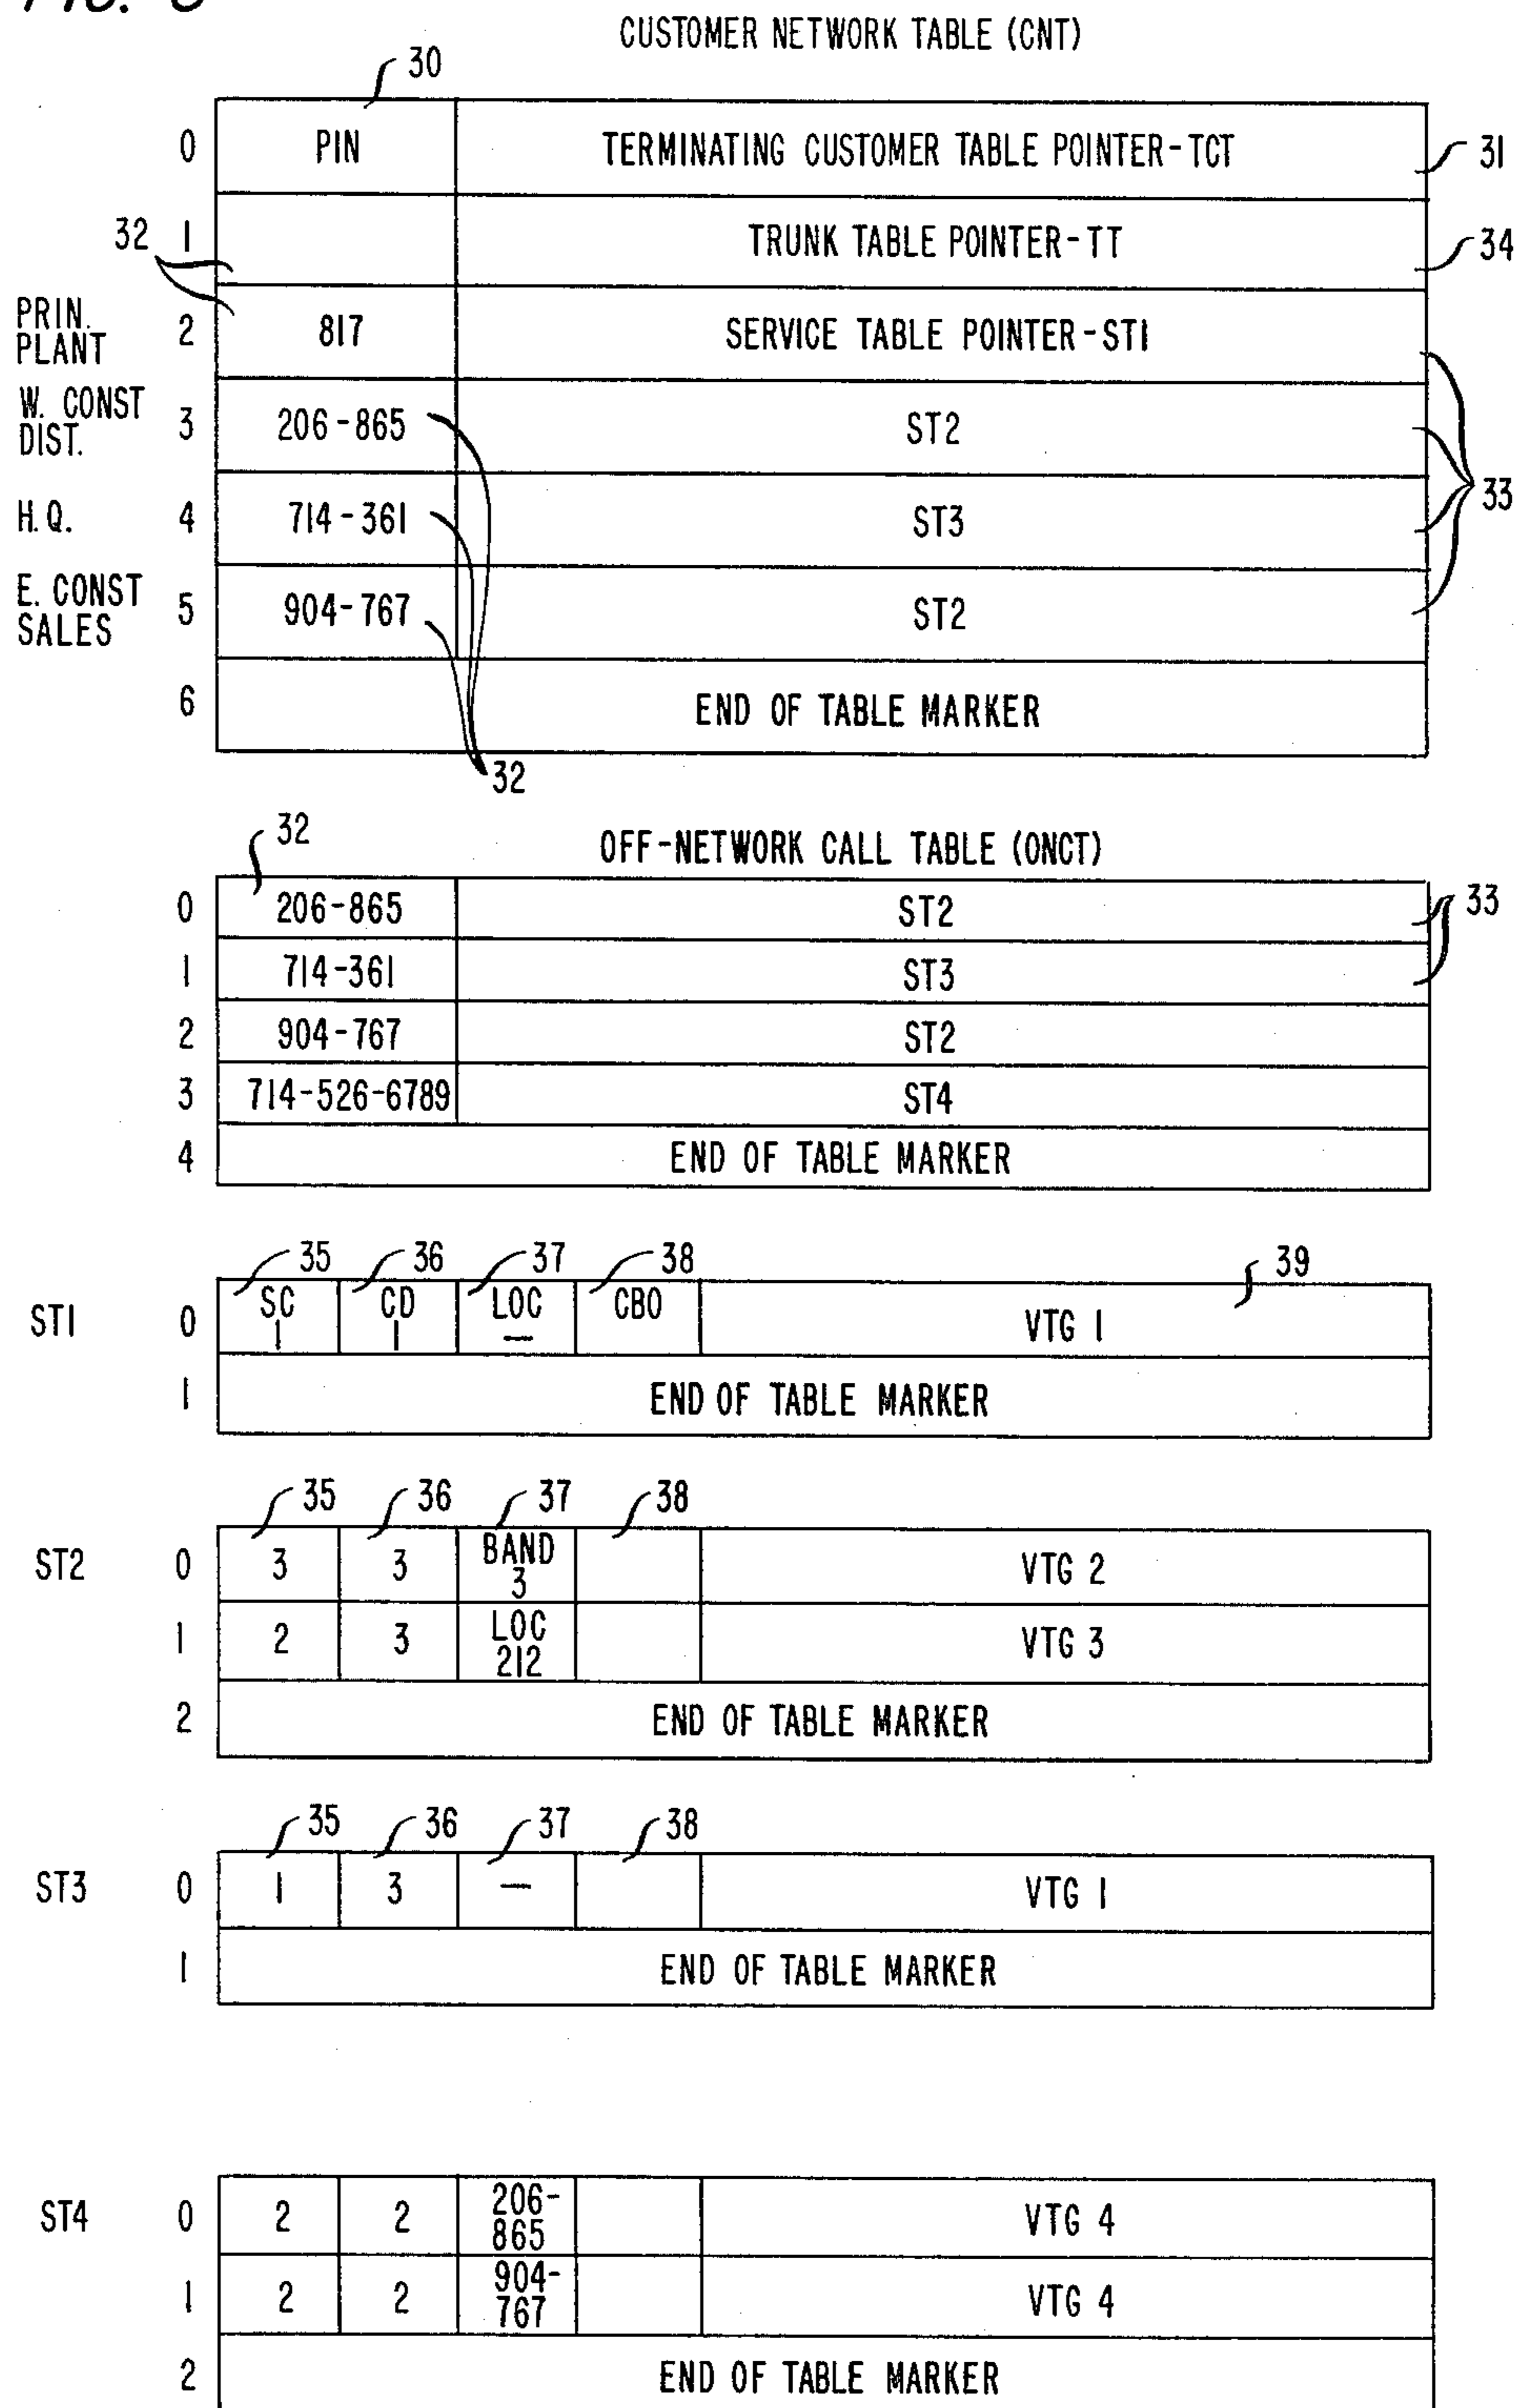 FIG. 6
CUSTOMER NETWORK TABLE (CNT)
30
0 PIN TERMINATING CUSTOMER TABLE POINTER-TCT 31
32 1 TRUNK TABLE POINTER-TT 34
PRIN. PLANT 2 817 SERVICE TABLE POINTER-ST1
W. CONST DIST. 3 206-865 ST2
33
H.Q. 4 714-361 ST3
E. CONST SALES 5 904-767 ST2
6 END OF TABLE MARKER
32
32 OFF-NETWORK CALL TABLE (ONCT)
0 206-865 ST2 33
1 714-361 ST3
2 904-767 ST2
3 714-526-6789 ST4
4 END OF TABLE MARKER
35 36 37 38 39
ST1 0 SC 1 CD 1 LOC — CBO VTG 1
1 END OF TABLE MARKER
35 36 37 38
ST2 0 3 3 BAND 3 VTG 2
1 2 3 LOC 212 VTG 3
2 END OF TABLE MARKER
35 36 37 38
ST3 0 1 3 — VTG 1
1 END OF TABLE MARKER
ST4 0 2 2 206-865 VTG 4
1 2 2 904-767 VTG 4
2 END OF TABLE MARKER